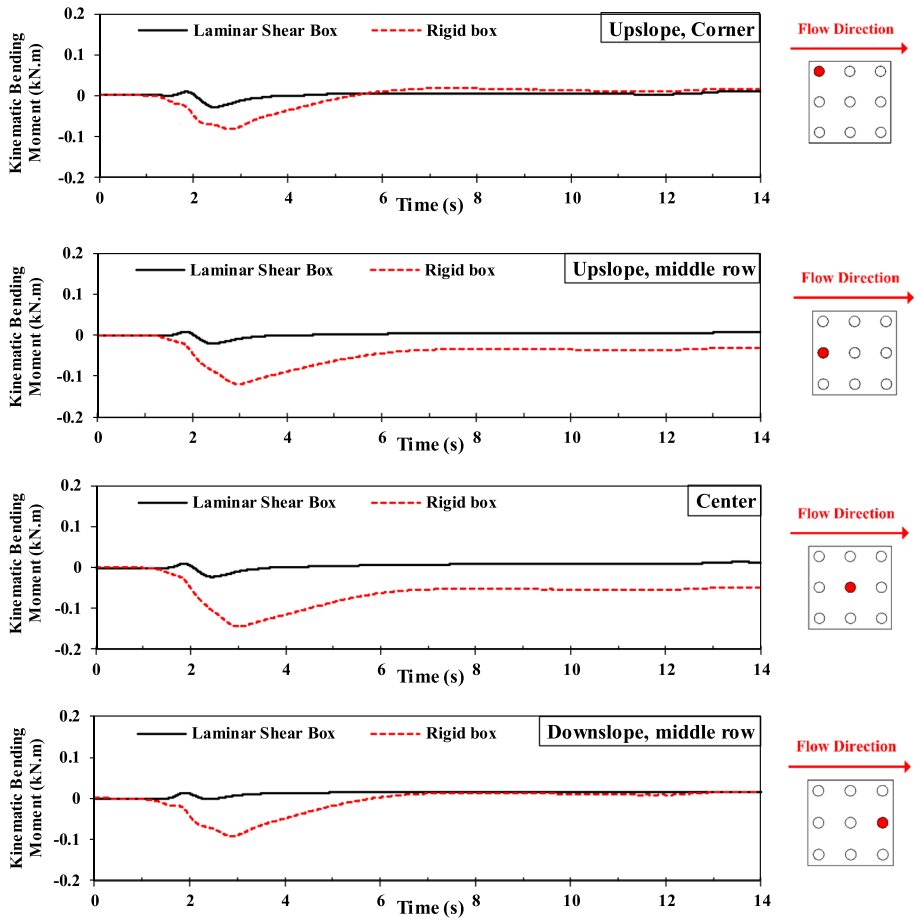 0.2
Laminar Shear Box
Rigid box
Upslope, Corner
Flow Direction
0.1
0
-0.1
-0.2
Kinematic Bending
Moment (kN.m)
0 2 4 6 8 10 12 14
Time (s)
0.2
Laminar Shear Box
Rigid box
Upslope, middle row
Flow Direction
0.1
0
-0.1
-0.2
Kinematic Bending
Moment (kN.m)
0 2 4 6 8 10 12 14
Time (s)
0.2
Laminar Shear Box
Rigid box
Center
Flow Direction
0.1
0
-0.1
-0.2
Kinematic Bending
Moment (kN.m)
0 2 4 6 8 10 12 14
Time (s)
0.2
Laminar Shear Box
Rigid box
Downslope, middle row
Flow Direction
0.1
0
-0.1
-0.2
Kinematic Bending
Moment (kN.m)
0 2 4 6 8 10 12 14
Time (s)